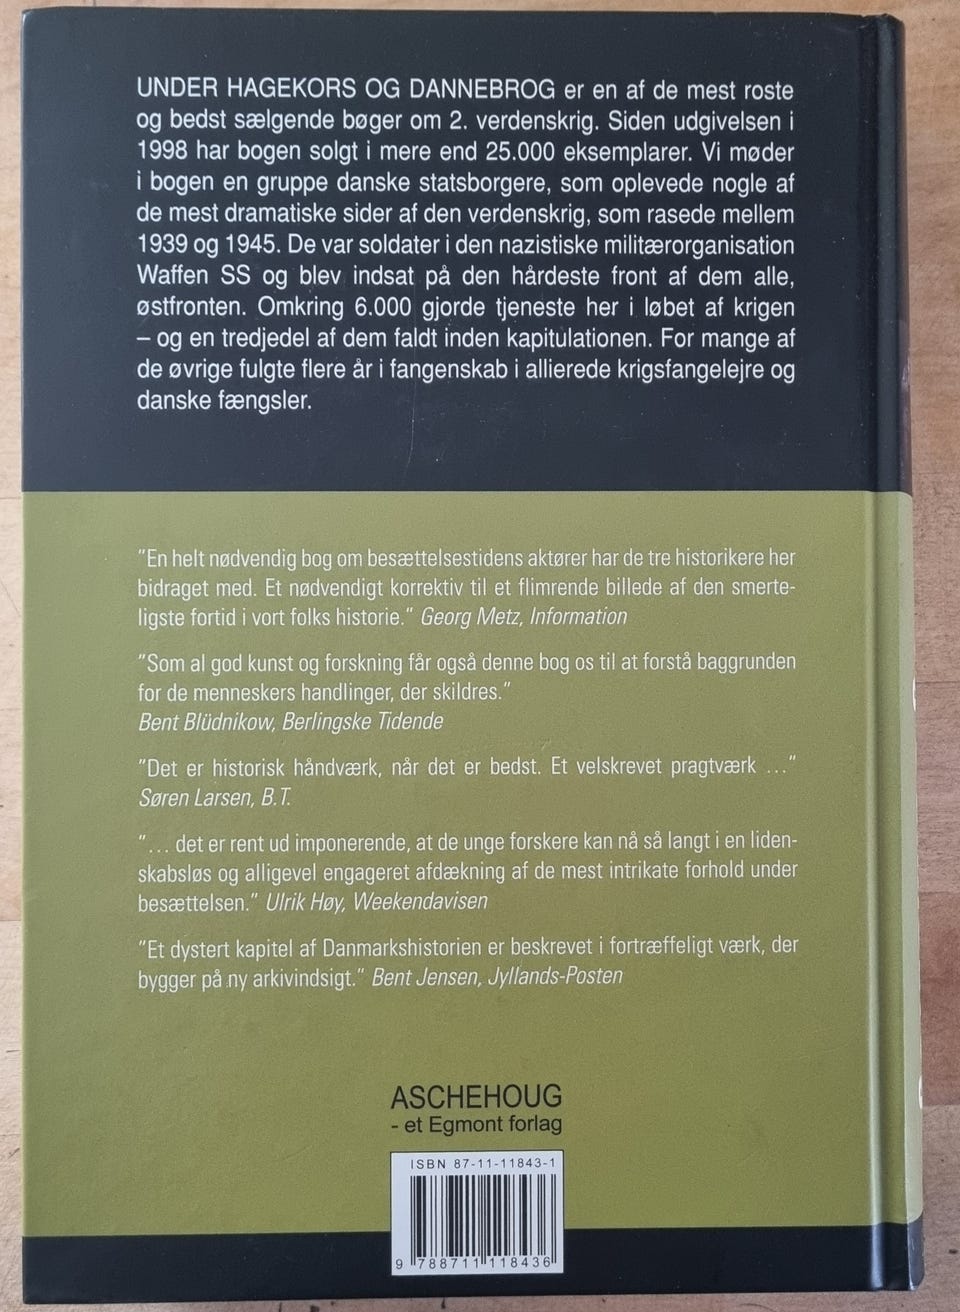 UNDER HAGEKORS OG DANNEBROG er en af de mest roste
og bedst sælgende bøger om 2. verdenskrig. Siden udgivelsen i
1998 har bogen solgt i mere end 25.000 eksemplarer. Vi møder
i bogen en gruppe danske statsborgere, som oplevede nogle af
de mest dramatiske sider af den verdenskrig, som rasede mellem
1939 og 1945. De var soldater i den nazistiske militærorganisation
Waffen SS og blev indsat på den hårdeste front af dem alle,
østfronten. Omkring 6.000 gjorde tjeneste her i løbet af krigen
– og en tredjedel af dem faldt inden kapitulationen. For mange af
de øvrige fulgte flere år i fangenskab i allierede krigsfangelejre og
danske fængsler.
"En helt nødvendig bog om besættelsestidens aktører har de tre historikere her
bidraget med. Et nødvendigt korrektiv til et flimrende billede af den smerte-
ligste fortid i vort folks historie." Georg Metz, Information
"Som al god kunst og forskning får også denne bog os til at forstå baggrunden
for de menneskers handlinger, der skildres."
Bent Blüdnikow, Berlingske Tidende
"Det er historisk håndværk, når det er bedst. Et velskrevet pragtværk ..."
Søren Larsen, B.T.
"... det er rent ud imponerende, at de unge forskere kan nå så langt i en liden-
skabsløs og alligevel engageret afdækning af de mest intrikate forhold under
besættelsen." Ulrik Høy, Weekendavisen
"Et dystert kapitel af Danmarkshistorien er beskrevet i fortræffeligt værk, der
bygger på ny arkivindsigt." Bent Jensen, Jyllands-Posten
ASCHEHOUG
- et Egmont forlag
ISBN 87-11-11843-1
9 788711 118436